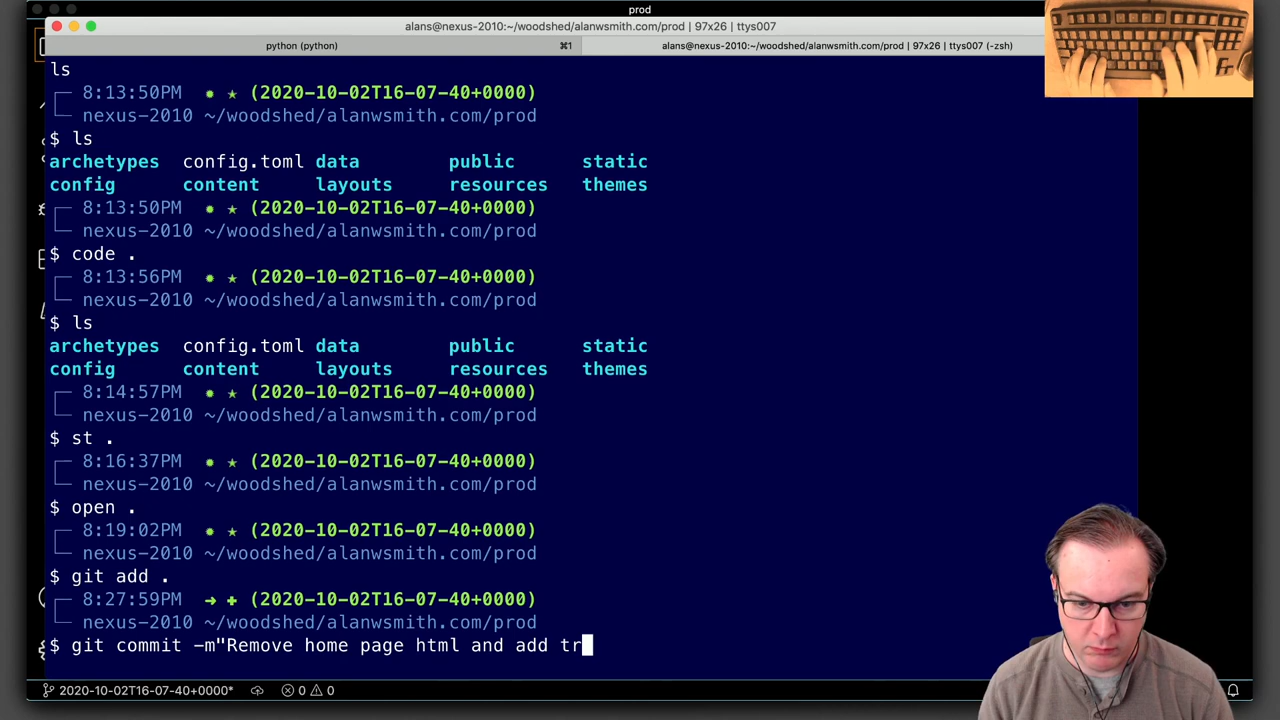 prod
alans@nexus-2010:~/woodshed/alanwsmith.com/prod | 97x26 | ttys007
python (python) ⌘1 alans@nexus-2010:~/woodshed/alanwsmith.com/prod | 97x26 | ttys007 (-zsh)
ls
8:13:50PM (2020-10-02T16-07-40+0000)
nexus-2010 ~/woodshed/alanwsmith.com/prod
$ ls
archetypes config.toml data public static
config content layouts resources themes
8:13:50PM (2020-10-02T16-07-40+0000)
nexus-2010 ~/woodshed/alanwsmith.com/prod
$ code .
8:13:56PM (2020-10-02T16-07-40+0000)
nexus-2010 ~/woodshed/alanwsmith.com/prod
$ ls
archetypes config.toml data public static
config content layouts resources themes
8:14:57PM (2020-10-02T16-07-40+0000)
nexus-2010 ~/woodshed/alanwsmith.com/prod
$ st .
8:16:37PM (2020-10-02T16-07-40+0000)
nexus-2010 ~/woodshed/alanwsmith.com/prod
$ open .
8:19:02PM (2020-10-02T16-07-40+0000)
nexus-2010 ~/woodshed/alanwsmith.com/prod
$ git add .
8:27:59PM (2020-10-02T16-07-40+0000)
nexus-2010 ~/woodshed/alanwsmith.com/prod
$ git commit -m"Remove home page html and add tr
2020-10-02T16-07-40+0000* 0 0